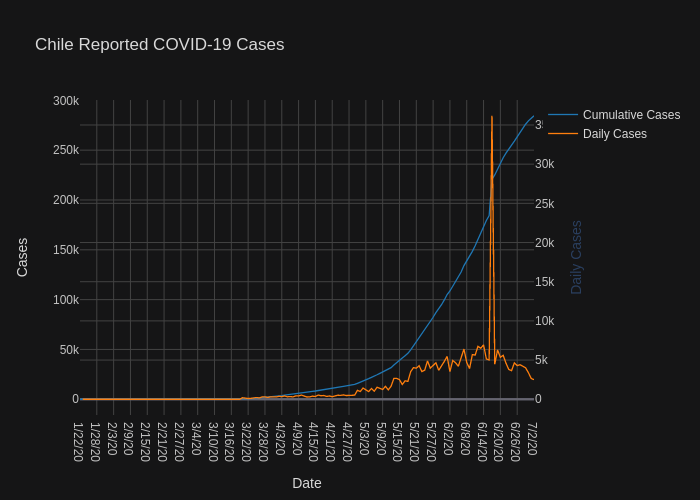 Chile Reported COVID-19 Cases
300k
250k
200k
150k
100k
50k
0
Cases
30k
25k
20k
15k
10k
5k
0
Daily Cases
Cumulative Cases
Daily Cases
1/22/20
1/28/20
2/3/20
2/9/20
2/15/20
2/21/20
2/27/20
3/4/20
3/10/20
3/16/20
3/22/20
3/28/20
4/3/20
4/9/20
4/15/20
4/21/20
4/27/20
5/3/20
5/9/20
5/15/20
5/21/20
5/27/20
6/2/20
6/8/20
6/14/20
6/20/20
6/26/20
7/2/20
Date